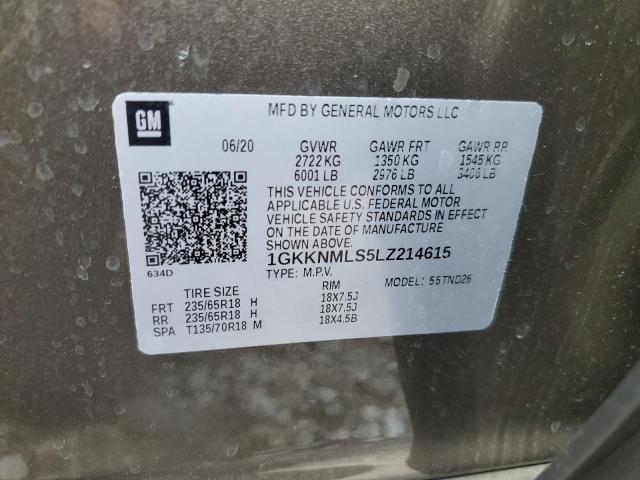 GM
MFD BY GENERAL MOTORS LLC
06/20 GVWR GAWR FRT GAWR RR
2722 KG 1350 KG 1545 KG
6001 LB 2976 LB 3406 LB
THIS VEHICLE CONFORMS TO ALL
APPLICABLE U.S. FEDERAL MOTOR
VEHICLE SAFETY STANDARDS IN EFFECT
ON THE DATE OF MANUFACTURE
SHOWN ABOVE.
1GKKNMLS5LZ214615
634D
TYPE: M.P.V. MODEL: 55TND26
TIRE SIZE RIM
FRT 235/65R18 H 18X7.5J
RR 235/65R18 H 18X7.5J
SPA T135/70R18 M 18X4.5B